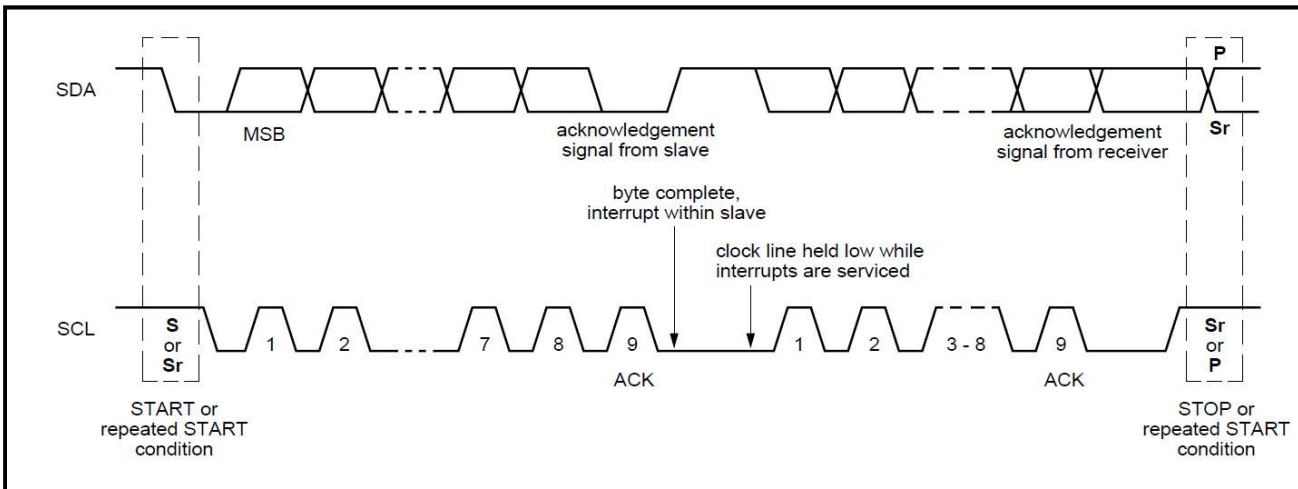 SDA
MSB
acknowledgement
signal from slave
acknowledgement
signal from receiver
P
Sr
byte complete,
interrupt within slave
clock line held low while
interrupts are serviced
SCL
S
or
Sr
1
2
7
8
9
1
2
3 - 8
9
Sr
or
P
ACK
ACK
START or
repeated START
condition
STOP or
repeated START
condition